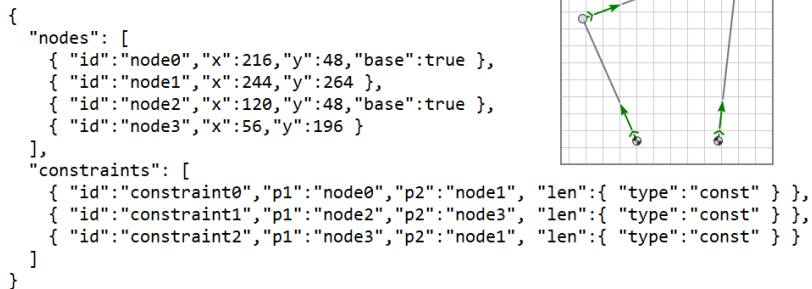 {
  "nodes": [
    { "id":"node0","x":216,"y":48,"base":true },
    { "id":"node1","x":244,"y":264 },
    { "id":"node2","x":120,"y":48,"base":true },
    { "id":"node3","x":56,"y":196 }
  ],
  "constraints": [
    { "id":"constraint0","p1":"node0","p2":"node1", "len":{ "type":"const" } },
    { "id":"constraint1","p1":"node2","p2":"node3", "len":{ "type":"const" } },
    { "id":"constraint2","p1":"node3","p2":"node1", "len":{ "type":"const" } }
  ]
}